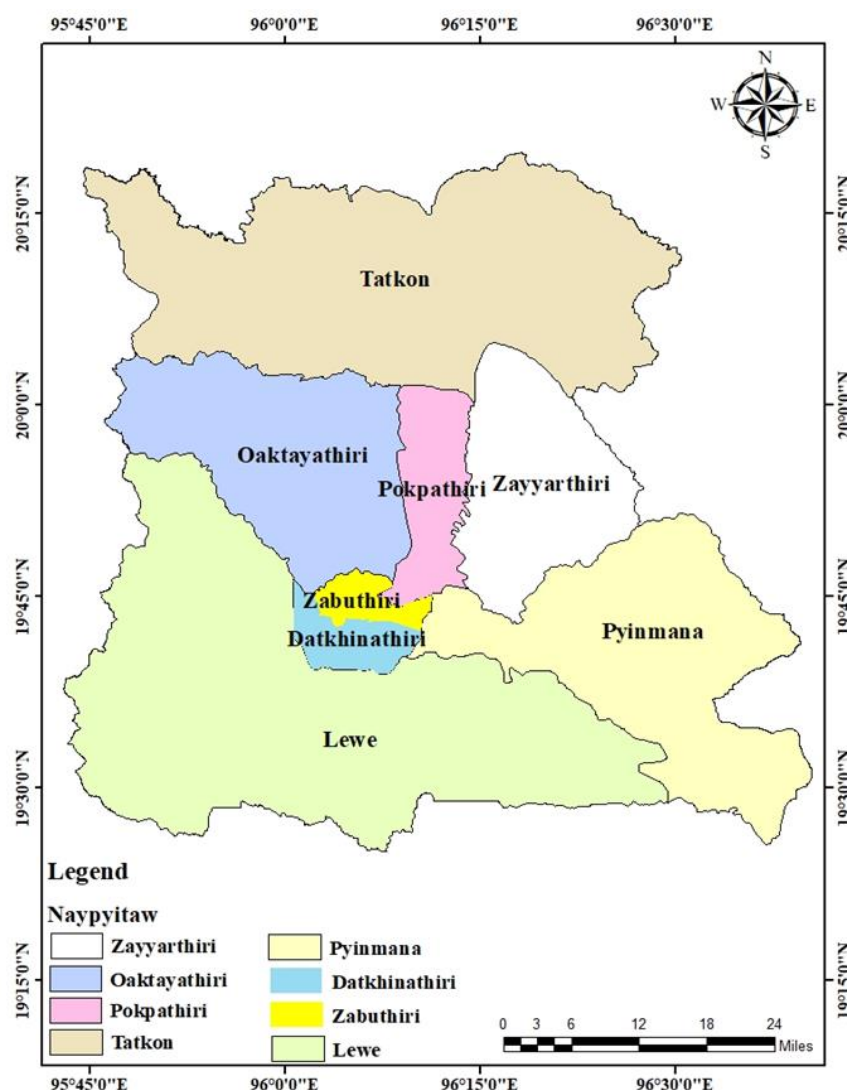 95°45'0"E 96°0'0"E 96°15'0"E 96°30'0"E
N
W E
S
20°15'0"N 20°15'0"N
Tatkon
20°0'0"N 20°0'0"N
Oaktayathiri
Pokpathiri Zayyarthiri
19°45'0"N 19°45'0"N
Zabuthiri
Datkhinathiri Pyinmana
Lewe
19°30'0"N 19°30'0"N
Legend
Naypyitaw
Zayyarthiri Pyinmana
Oaktayathiri Datkhinathiri
Pokpathiri Zabuthiri
Tatkon Lewe
19°15'0"N 19°15'0"N
0 3 6 12 18 24
Miles
95°45'0"E 96°0'0"E 96°15'0"E 96°30'0"E